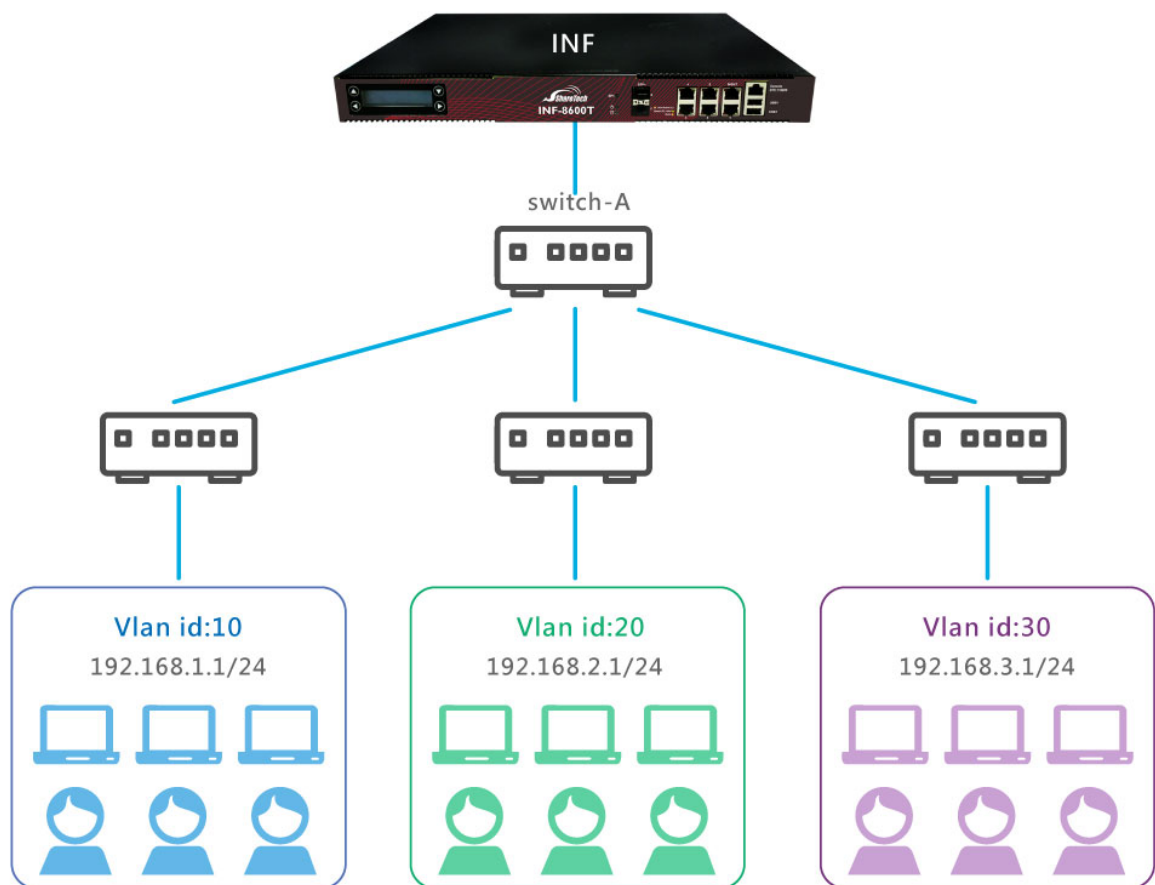 INF
ShareTech
INF-8600T
switch-A
Vlan id:10
192.168.1.1/24
Vlan id:20
192.168.2.1/24
Vlan id:30
192.168.3.1/24